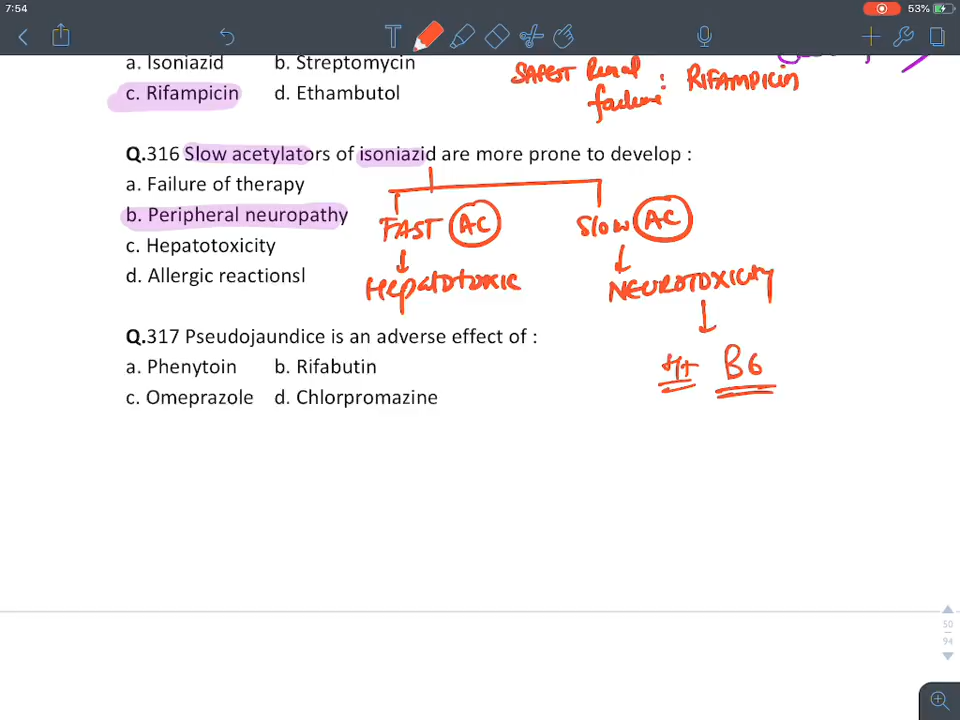 7:54
53%
T
a. Isoniazid b. Streptomycin
c. Rifampicin d. Ethambutol
SAFEST Renal failure : RIFAMPICIN
Q.316 Slow acetylators of isoniazid are more prone to develop :
a. Failure of therapy
b. Peripheral neuropathy
c. Hepatotoxicity
d. Allergic reactionsl
FAST AC
Slow AC
Hepatotoxic
NEUROTOXICITY
B6
Q.317 Pseudojaundice is an adverse effect of :
a. Phenytoin b. Rifabutin
c. Omeprazole d. Chlorpromazine
50
94